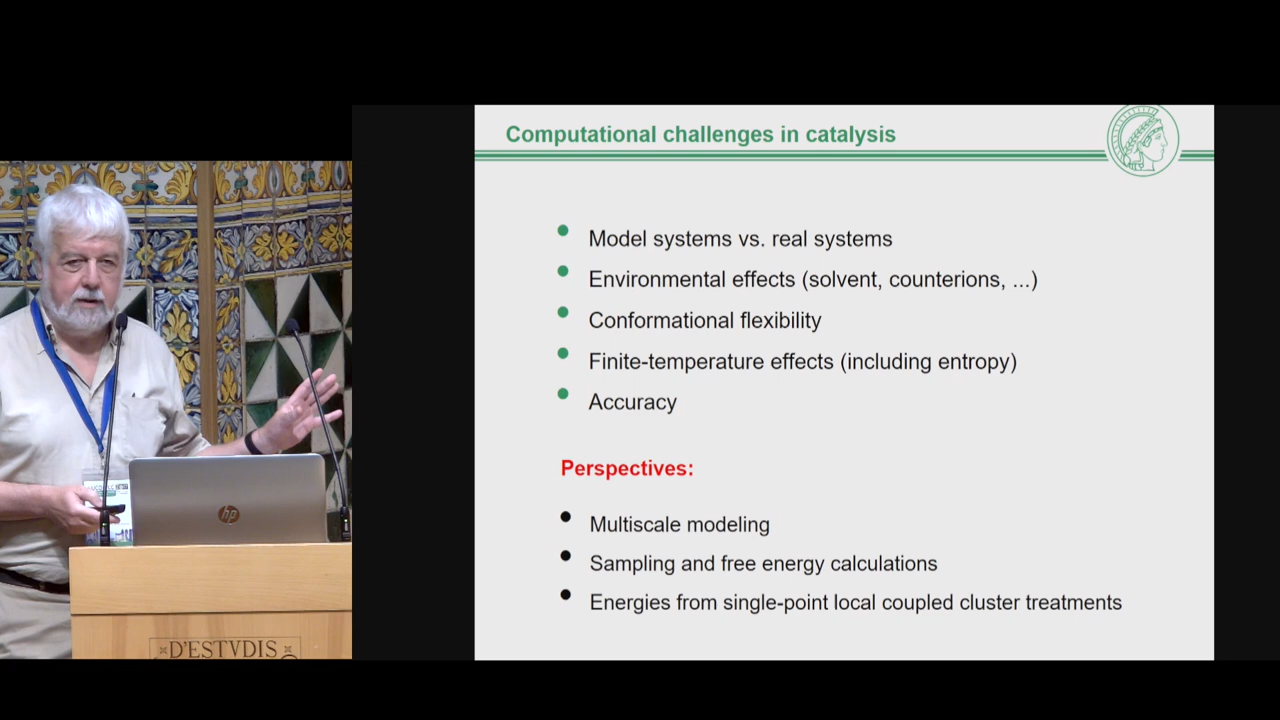 Computational challenges in catalysis
Model systems vs. real systems
Environmental effects (solvent, counterions, ...)
Conformational flexibility
Finite-temperature effects (including entropy)
Accuracy
Perspectives:
Multiscale modeling
Sampling and free energy calculations
Energies from single-point local coupled cluster treatments
hp
D'ESTVDIS